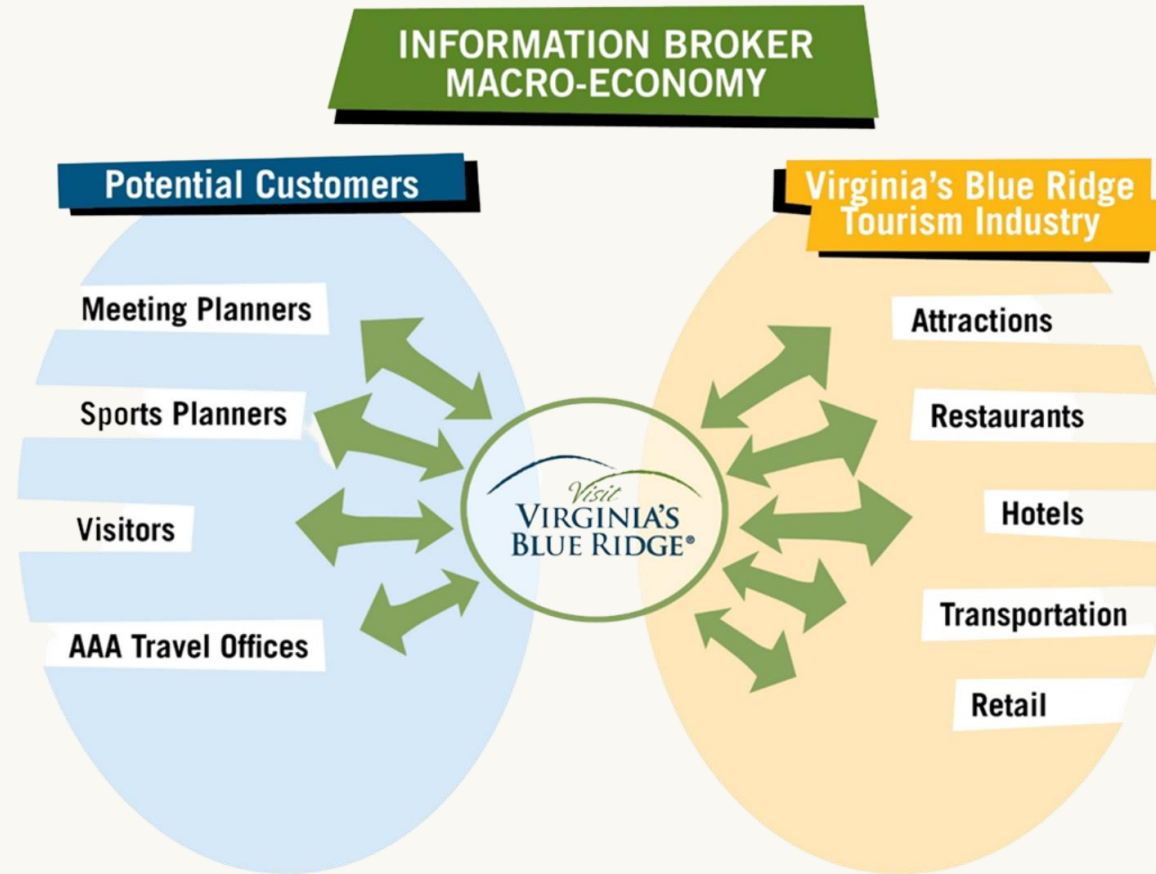 INFORMATION BROKER
MACRO-ECONOMY
Potential Customers
Virginia's Blue Ridge
Tourism Industry
Meeting Planners
Sports Planners
Visitors
AAA Travel Offices
Visit
VIRGINIA'S
BLUE RIDGE®
Attractions
Restaurants
Hotels
Transportation
Retail